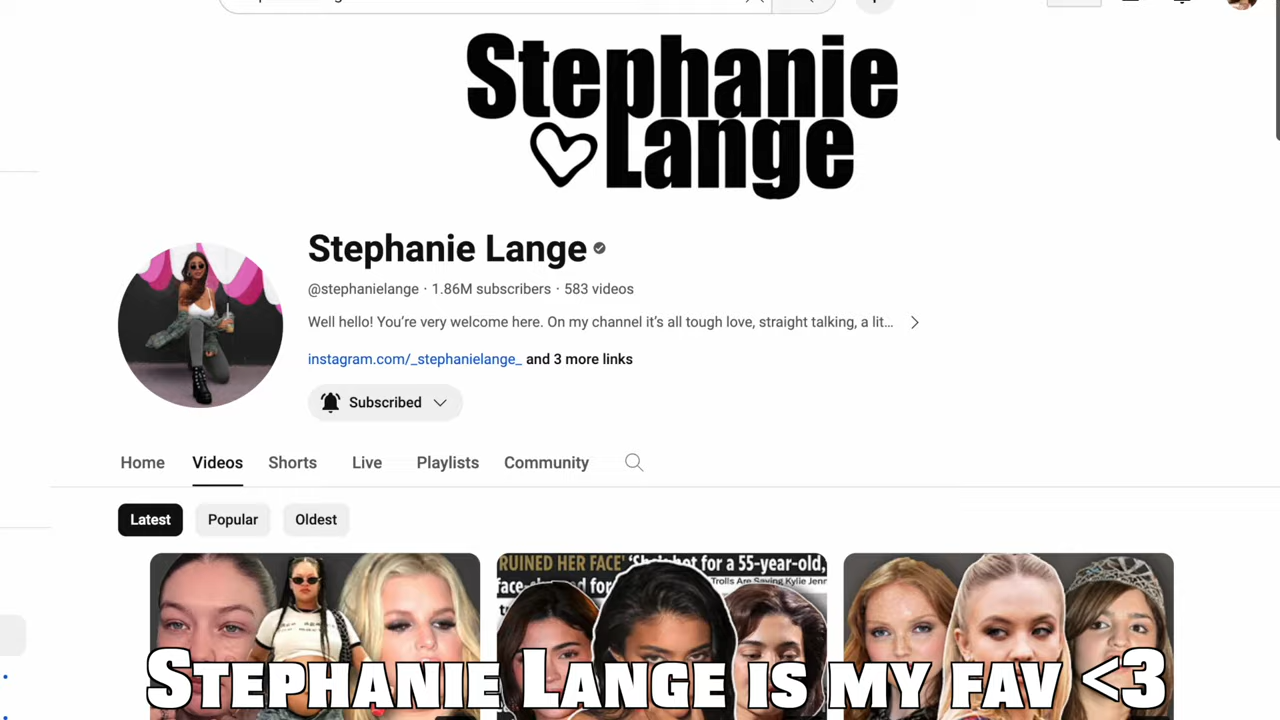 Stephanie
Lange
Stephanie Lange
@stephanielange · 1.86M subscribers · 583 videos
Well hello! You’re very welcome here. On my channel it’s all tough love, straight talking, a lit...
instagram.com/_stephanielange_ and 3 more links
Subscribed
Home Videos Shorts Live Playlists Community
Latest Popular Oldest
RUINED HER FACE' 'She's hot for a 55-year-old,
Trolls Are Saying Kylie Jenn
Stephanie Lange is my fav <3